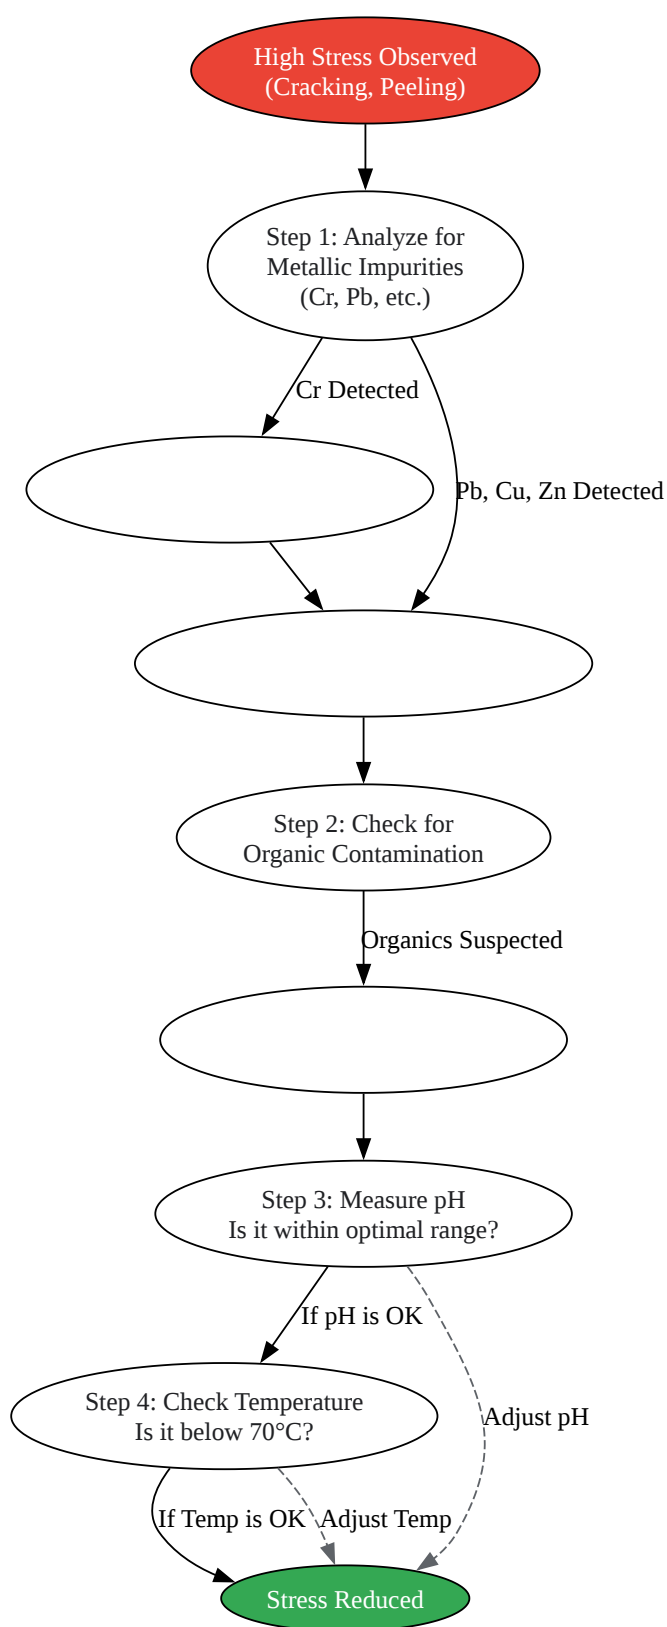 High Stress Observed
(Cracking, Peeling)
Step 1: Analyze for
Metallic Impurities
(Cr, Pb, etc.)
Cr Detected
Pb, Cu, Zn Detected
Step 2: Check for
Organic Contamination
Organics Suspected
Step 3: Measure pH
Is it within optimal range?
If pH is OK
Step 4: Check Temperature
Is it below 70°C?
Adjust pH
If Temp is OK
Adjust Temp
Stress Reduced